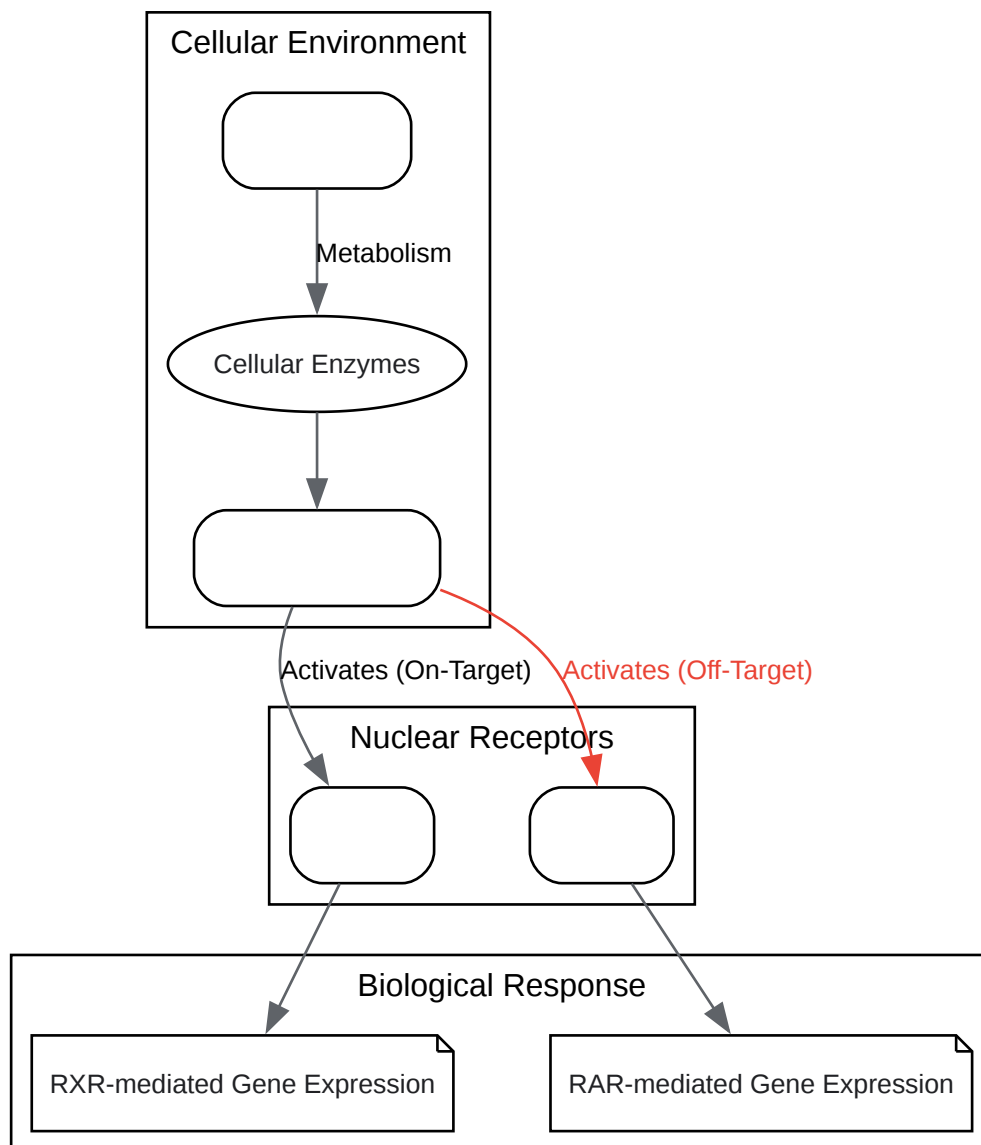 Cellular Environment
Metabolism
Cellular Enzymes
Activates (On-Target)
Activates (Off-Target)
Nuclear Receptors
Biological Response
RXR-mediated Gene Expression
RAR-mediated Gene Expression